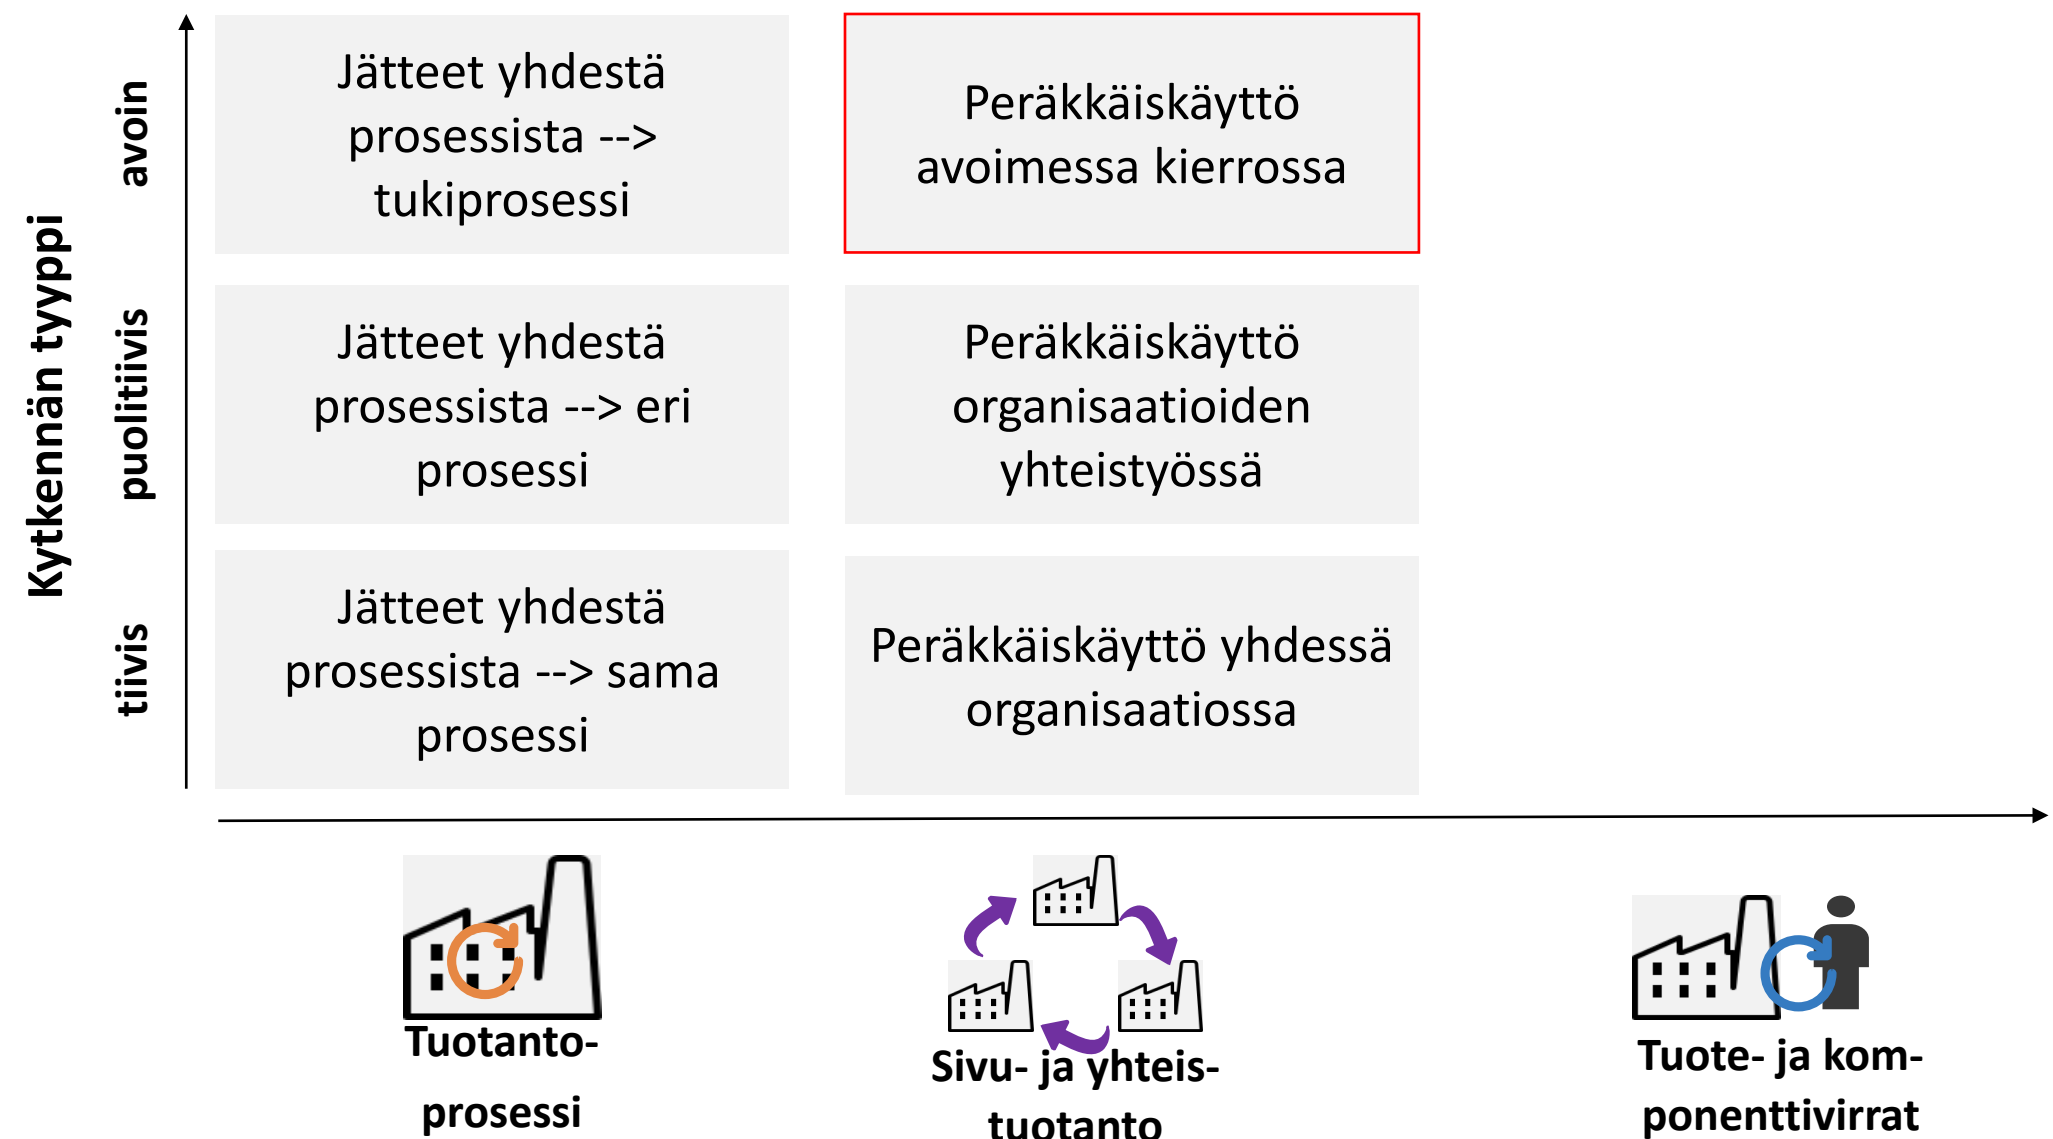 Kytkennän tyyppi
avoin
Jätteet yhdestä
prosessista -->
tukiprosessi
Peräkkäiskäyttö
avoimessa kierrossa
puolitiivis
Jätteet yhdestä
prosessista --> eri
prosessi
Peräkkäiskäyttö
organisaatioiden
yhteistyössä
tiivis
Jätteet yhdestä
prosessista --> sama
prosessi
Peräkkäiskäyttö yhdessä
organisaatiossa
Tuotanto-
prosessi
Sivu- ja yhteis-
tuotanto
Tuote- ja kom-
ponenttivirrat